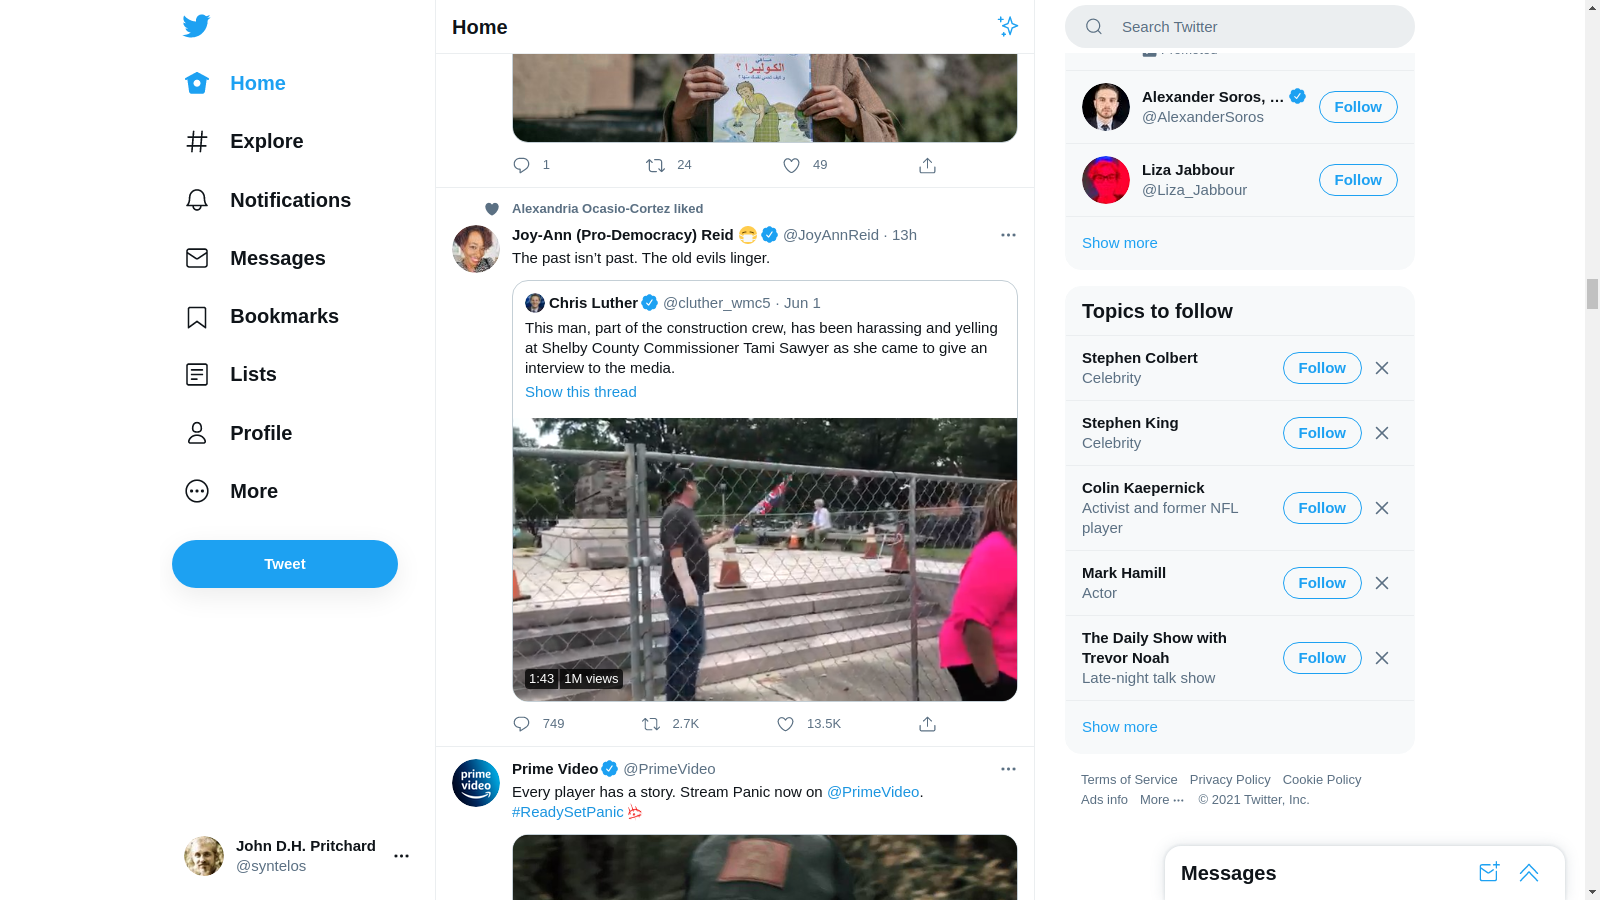 Home
Explore
Notifications
Messages
Bookmarks
Lists
Profile
More
Tweet
John D.H. Pritchard
@syntelos
Home
الكوليرا ؟
1
24
49
Alexandria Ocasio-Cortez liked
Joy-Ann (Pro-Democracy) Reid 😷 @JoyAnnReid · 13h
The past isn’t past. The old evils linger.
Chris Luther @cluther_wmc5 · Jun 1
This man, part of the construction crew, has been harassing and yelling
at Shelby County Commissioner Tami Sawyer as she came to give an
interview to the media.
Show this thread
1:43 1M views
749
2.7K
13.5K
prime
video
Prime Video @PrimeVideo
Every player has a story. Stream Panic now on @PrimeVideo.
#ReadySetPanic
Search Twitter
Promoted
Alexander Soros, ...
@AlexanderSoros
Follow
Liza Jabbour
@Liza_Jabbour
Follow
Show more
Topics to follow
Stephen Colbert
Celebrity
Follow
Stephen King
Celebrity
Follow
Colin Kaepernick
Activist and former NFL
player
Follow
Mark Hamill
Actor
Follow
The Daily Show with
Trevor Noah
Late-night talk show
Follow
Show more
Terms of Service Privacy Policy Cookie Policy
Ads info More ··· © 2021 Twitter, Inc.
Messages